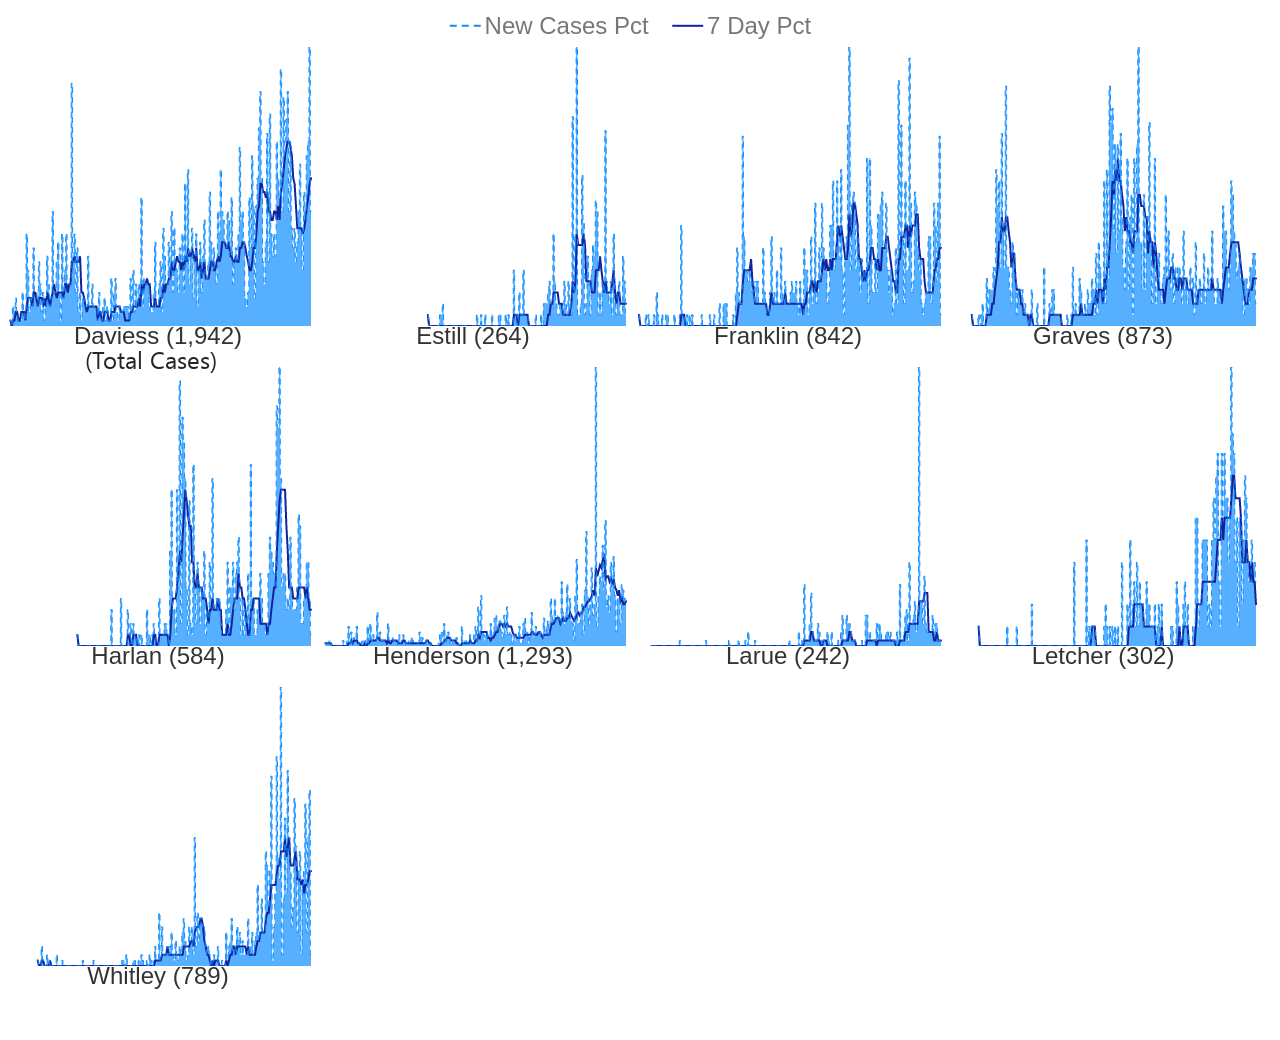 New Cases Pct 7 Day Pct
Daviess (1,942) Estill (264) Franklin (842) Graves (873)
(Total Cases)
Harlan (584) Henderson (1,293) Larue (242) Letcher (302)
Whitley (789)